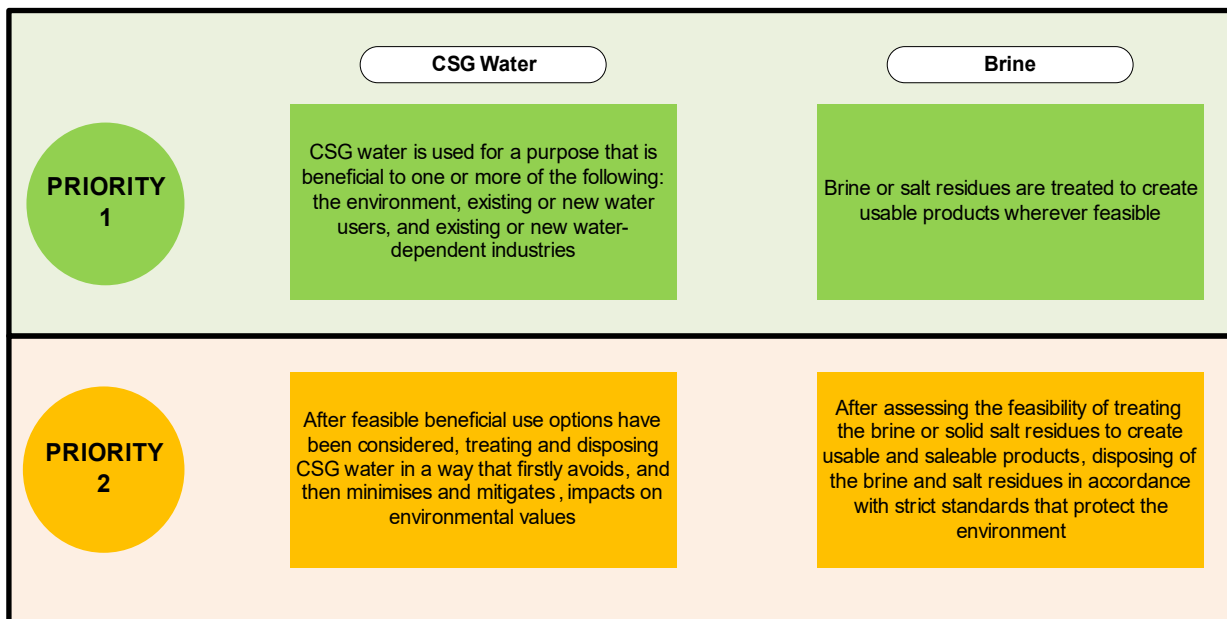 CSG Water
Brine
PRIORITY
1
CSG water is used for a purpose that is
beneficial to one or more of the following:
the environment, existing or new water
users, and existing or new water-
dependent industries
Brine or salt residues are treated to create
usable products wherever feasible
PRIORITY
2
After feasible beneficial use options have
been considered, treating and disposing
CSG water in a way that firstly avoids, and
then minimises and mitigates, impacts on
environmental values
After assessing the feasibility of treating
the brine or solid salt residues to create
usable and saleable products, disposing of
the brine and salt residues in accordance
with strict standards that protect the
environment